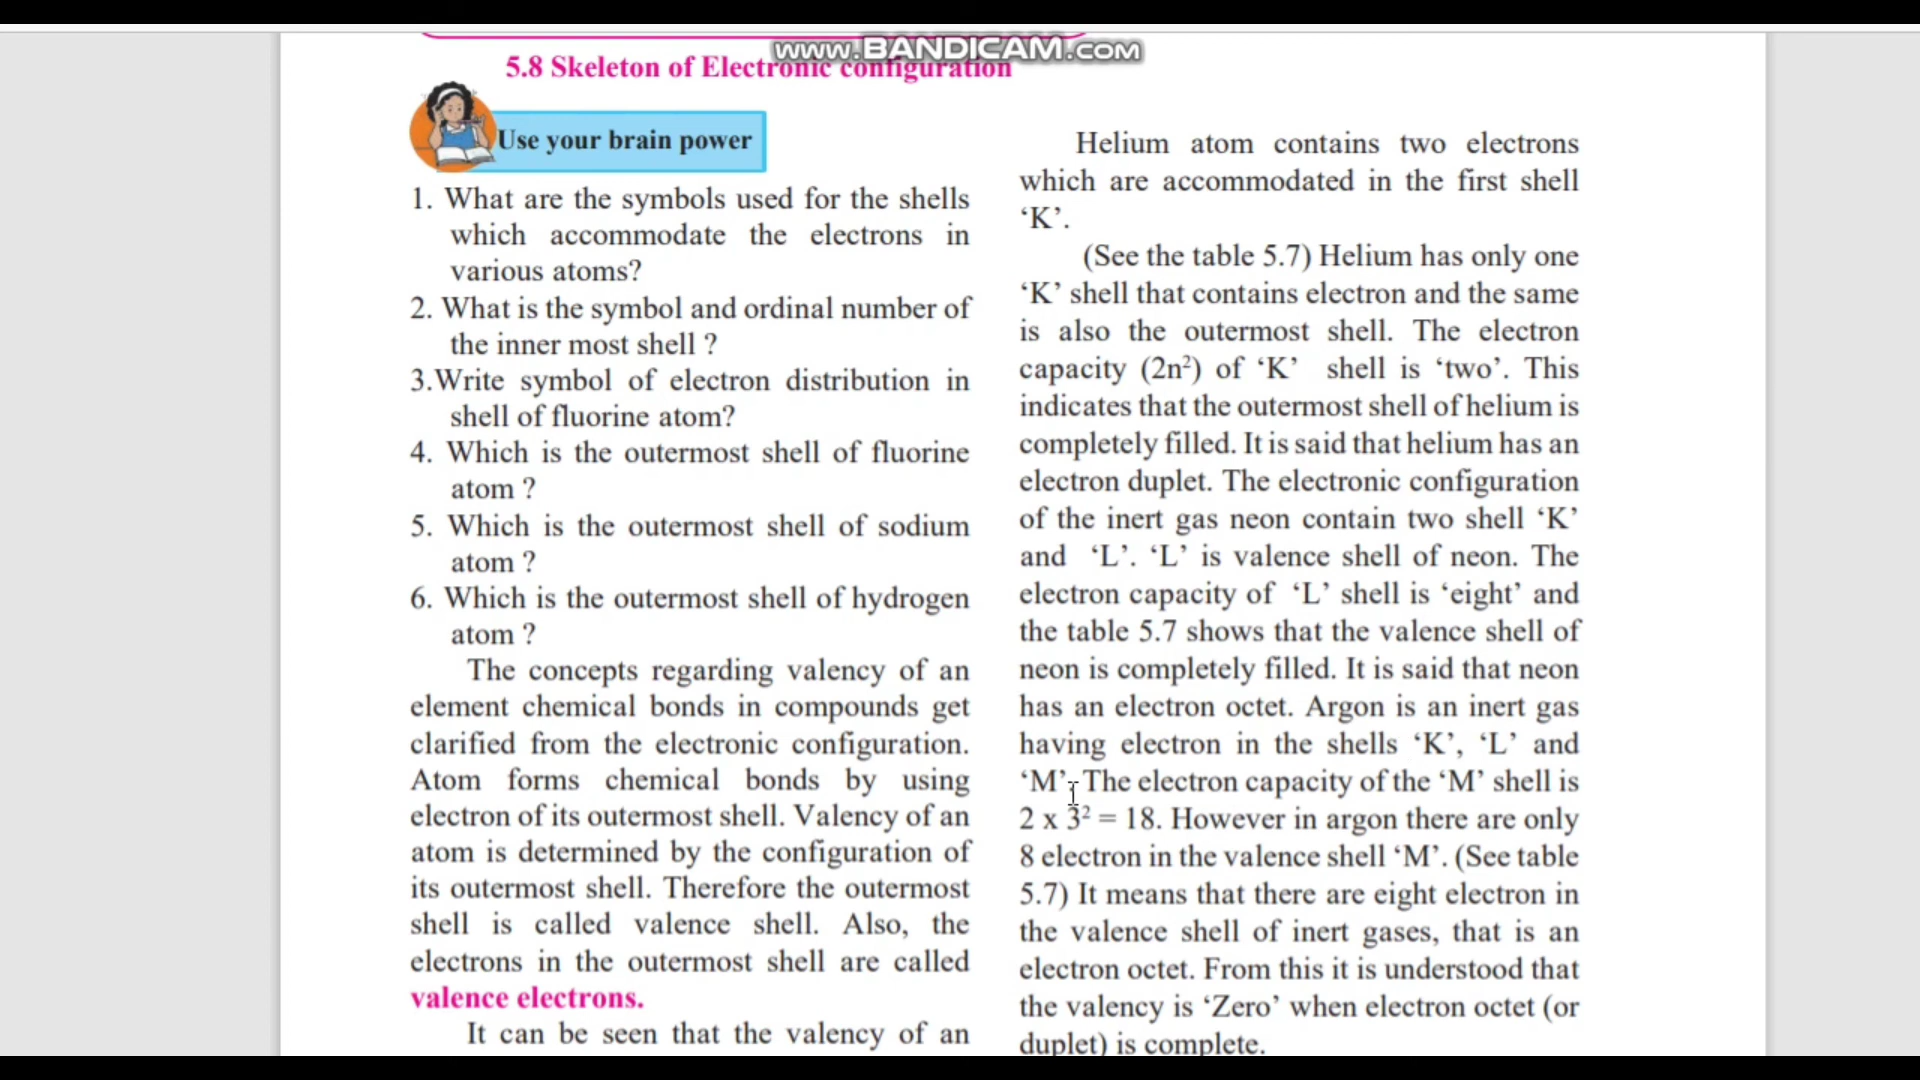 www.BANDICAM.com
5.8 Skeleton of Electronic configuration
Use your brain power
1. What are the symbols used for the shells
which accommodate the electrons in
various atoms?
2. What is the symbol and ordinal number of
the inner most shell ?
3.Write symbol of electron distribution in
shell of fluorine atom?
4. Which is the outermost shell of fluorine
atom ?
5. Which is the outermost shell of sodium
atom ?
6. Which is the outermost shell of hydrogen
atom ?
The concepts regarding valency of an
element chemical bonds in compounds get
clarified from the electronic configuration.
Atom forms chemical bonds by using
electron of its outermost shell. Valency of an
atom is determined by the configuration of
its outermost shell. Therefore the outermost
shell is called valence shell. Also, the
electrons in the outermost shell are called
valence electrons.
It can be seen that the valency of an
Helium atom contains two electrons
which are accommodated in the first shell
‘K’.
(See the table 5.7) Helium has only one
‘K’ shell that contains electron and the same
is also the outermost shell. The electron
capacity (2n²) of ‘K’ shell is ‘two’. This
indicates that the outermost shell of helium is
completely filled. It is said that helium has an
electron duplet. The electronic configuration
of the inert gas neon contain two shell ‘K’
and ‘L’. ‘L’ is valence shell of neon. The
electron capacity of ‘L’ shell is ‘eight’ and
the table 5.7 shows that the valence shell of
neon is completely filled. It is said that neon
has an electron octet. Argon is an inert gas
having electron in the shells ‘K’, ‘L’ and
‘M’. The electron capacity of the ‘M’ shell is
2 x 3² = 18. However in argon there are only
8 electron in the valence shell ‘M’. (See table
5.7) It means that there are eight electron in
the valence shell of inert gases, that is an
electron octet. From this it is understood that
the valency is ‘Zero’ when electron octet (or
duplet) is complete.